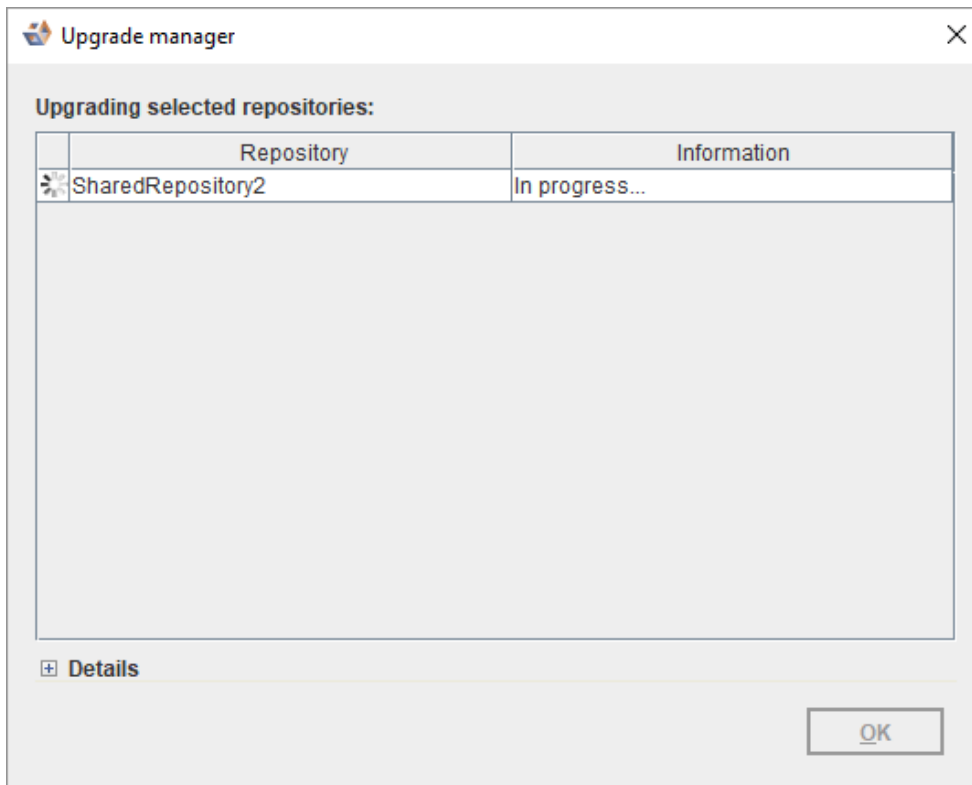 Upgrade manager
Upgrading selected repositories:
Repository Information
SharedRepository2 In progress...
Details
OK